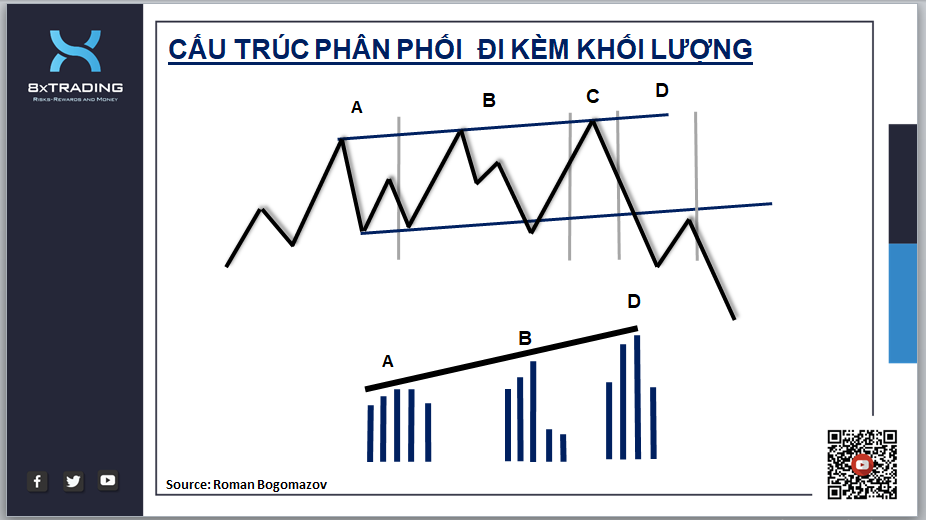 CẤU TRÚC PHÂN PHỐI ĐI KÈM KHỐI LƯỢNG
8XTRADING
RISKS-REWARDS AND MONEY
A
B
C
D
D
B
A
Source: Roman Bogomazov